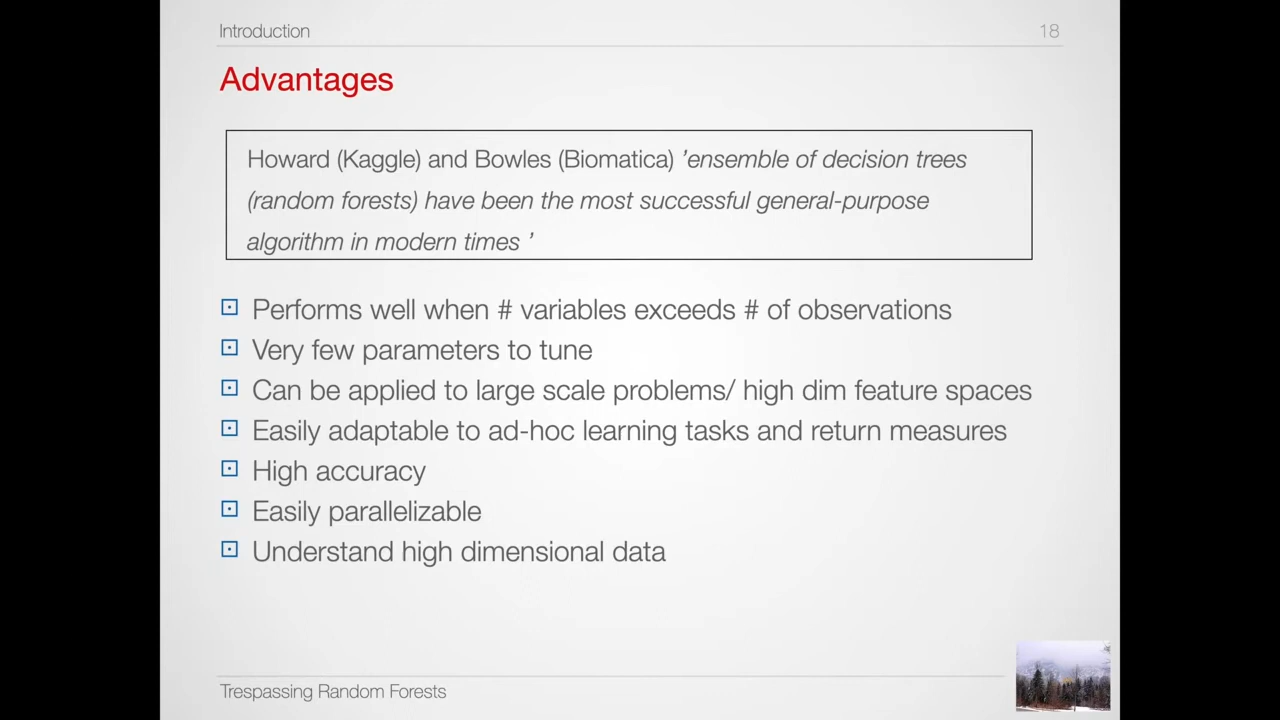 Introduction 18
Advantages
Howard (Kaggle) and Bowles (Biomatica) 'ensemble of decision trees
(random forests) have been the most successful general-purpose
algorithm in modern times '
Performs well when # variables exceeds # of observations
Very few parameters to tune
Can be applied to large scale problems/ high dim feature spaces
Easily adaptable to ad-hoc learning tasks and return measures
High accuracy
Easily parallelizable
Understand high dimensional data
Trespassing Random Forests